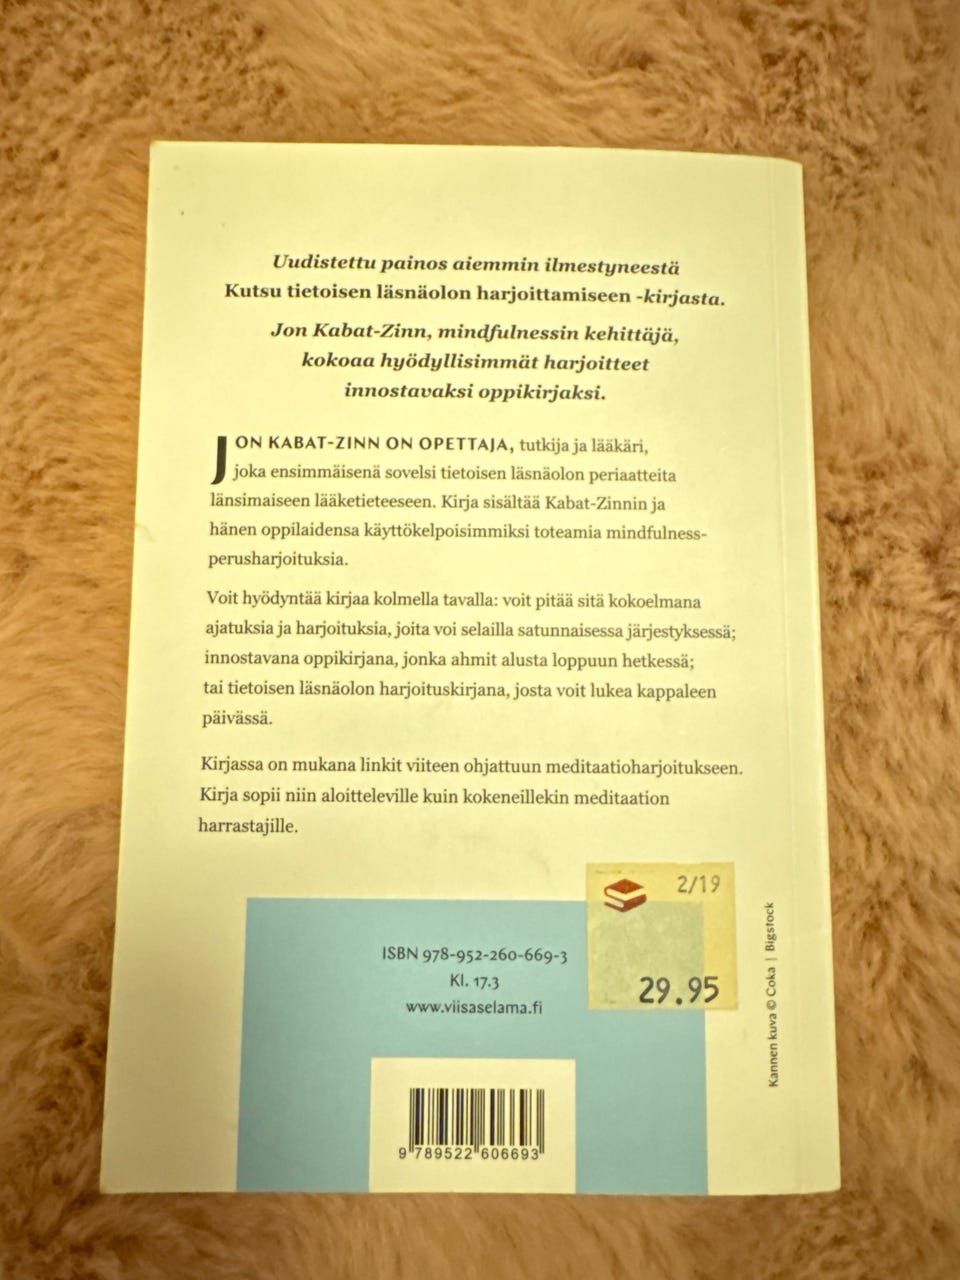 Uudistettu painos aiemmin ilmestyneestä
Kutsu tietoisen läsnäolon harjoittamiseen -kirjasta.
Jon Kabat-Zinn, mindfulnessin kehittäjä,
kokoaa hyödyllisimmät harjoitteet
innostavaksi oppikirjaksi.
JON KABAT-ZINN ON OPETTAJA, tutkija ja lääkäri,
joka ensimmäisenä sovelsi tietoisen läsnäolon periaatteita
länsimaiseen lääketieteeseen. Kirja sisältää Kabat-Zinnin ja
hänen oppilaidensa käyttökelpoisimmiksi toteamia mindfulness-
perusharjoituksia.
Voit hyödyntää kirjaa kolmella tavalla: voit pitää sitä kokoelmana
ajatuksia ja harjoituksia, joita voi selailla satunnaisessa järjestyksessä;
innostavana oppikirjana, jonka ahmit alusta loppuun hetkessä;
tai tietoisen läsnäolon harjoituskirjana, josta voit lukea kappaleen
päivässä.
Kirjassa on mukana linkit viiteen ohjattuun meditaatioharjoitukseen.
Kirja sopii niin aloitteleville kuin kokeneillekin meditaation
harrastajille.
2/19
29.95
ISBN 978-952-260-669-3
Kl. 17.3
www.viisaselama.fi
9 789522 606693
Kannen kuva © Coka | Bigstock